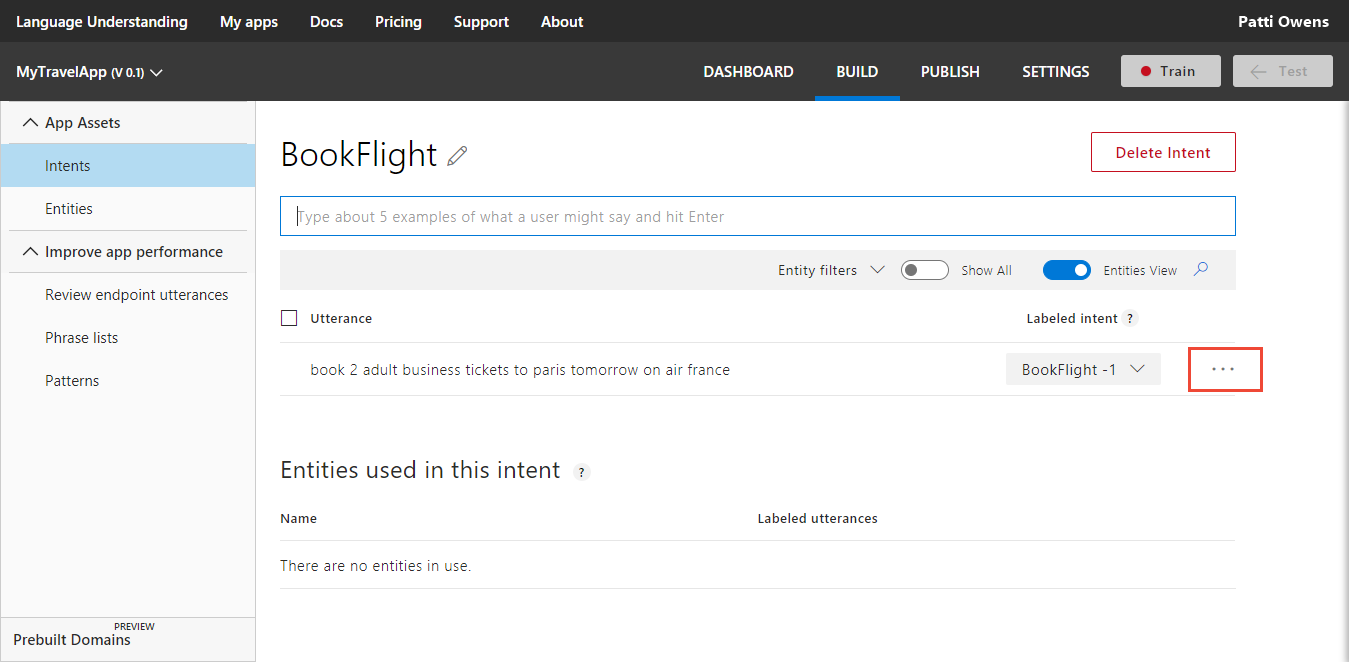 Language Understanding My apps Docs Pricing Support About Patti Owens
MyTravelApp (V 0.1) DASHBOARD BUILD PUBLISH SETTINGS Train Test
App Assets
Intents
Entities
Improve app performance
Review endpoint utterances
Phrase lists
Patterns
PREVIEW
Prebuilt Domains
BookFlight
Delete Intent
Type about 5 examples of what a user might say and hit Enter
Entity filters Show All Entities View
Utterance Labeled intent ?
book 2 adult business tickets to paris tomorrow on air france BookFlight -1 ...
Entities used in this intent ?
Name Labeled utterances
There are no entities in use.